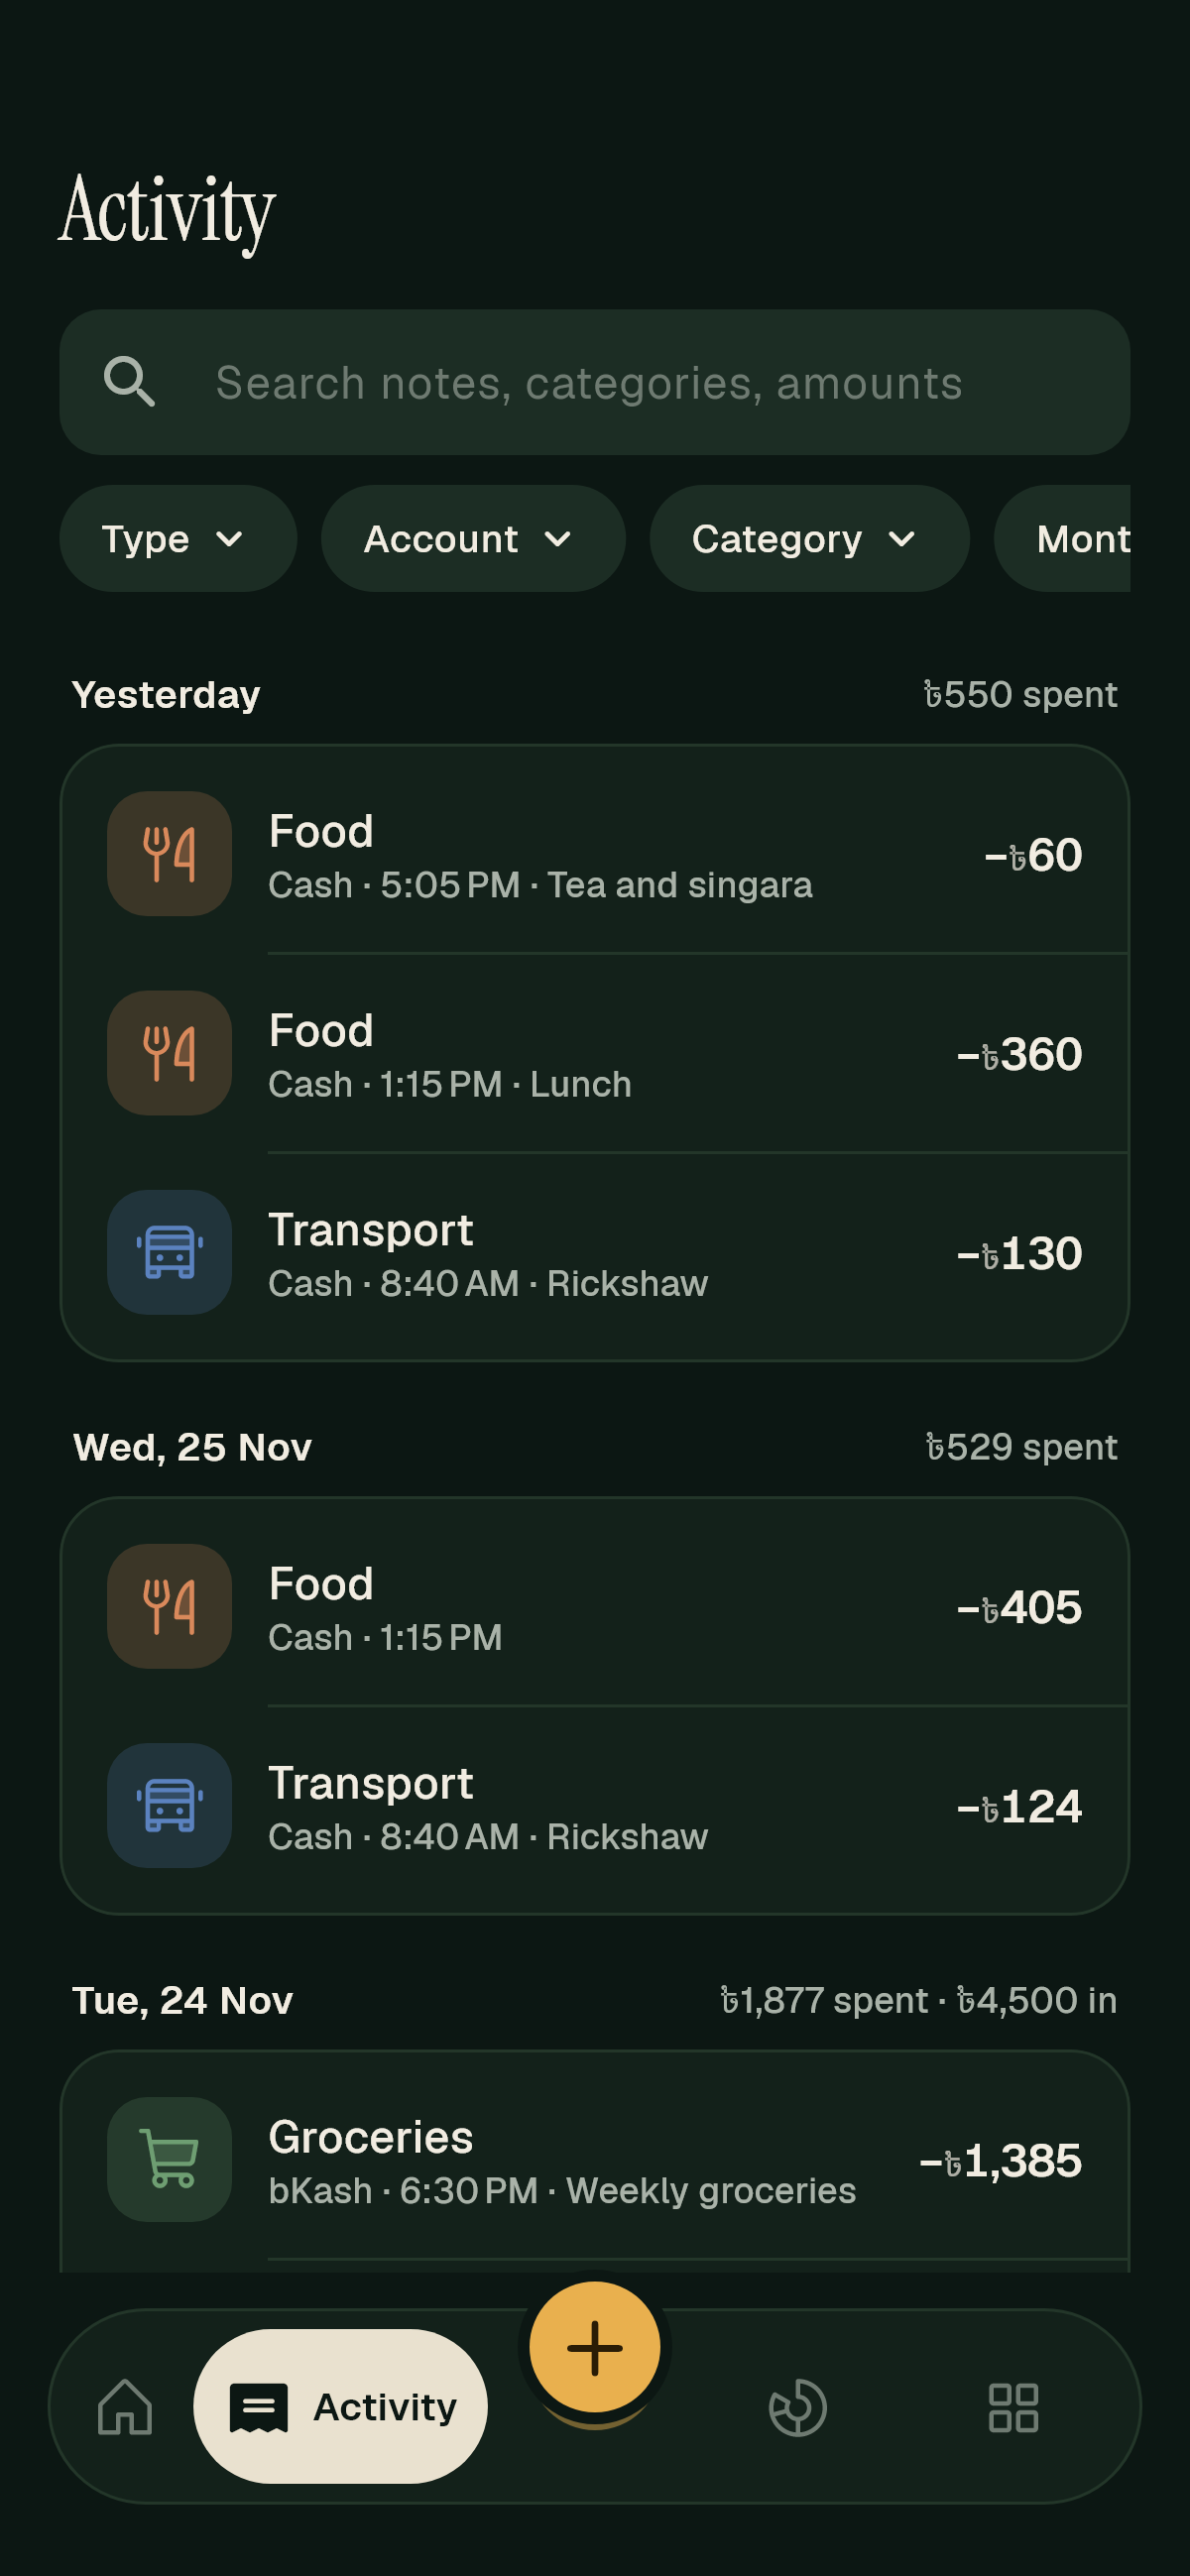 Activity
Search notes, categories, amounts
Type Account Category Mont
Yesterday ৳550 spent
Food
Cash · 5:05 PM · Tea and singara
−৳60
Food
Cash · 1:15 PM · Lunch
−৳360
Transport
Cash · 8:40 AM · Rickshaw
−৳130
Wed, 25 Nov ৳529 spent
Food
Cash · 1:15 PM
−৳405
Transport
Cash · 8:40 AM · Rickshaw
−৳124
Tue, 24 Nov ৳1,877 spent · ৳4,500 in
Groceries
bKash · 6:30 PM · Weekly groceries
−৳1,385
Activity